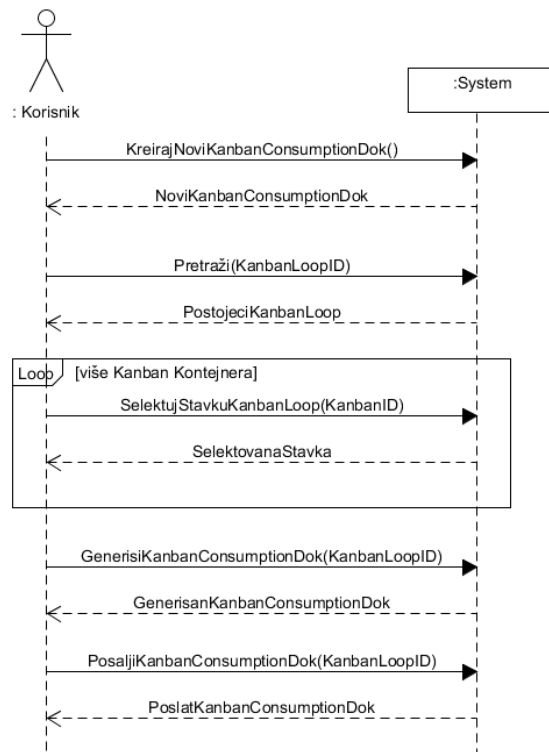 :System
: Korisnik
KreirajNoviKanbanConsumptionDok()
NoviKanbanConsumptionDok
Pretraži(KanbanLoopID)
PostojeciKanbanLoop
Loop [više Kanban Kontejnera]
SelektujStavkuKanbanLoop(KanbanID)
SelektovanaStavka
GenerisiKanbanConsumptionDok(KanbanLoopID)
GenerisanKanbanConsumptionDok
PosaljiKanbanConsumptionDok(KanbanLoopID)
PoslatKanbanConsumptionDok